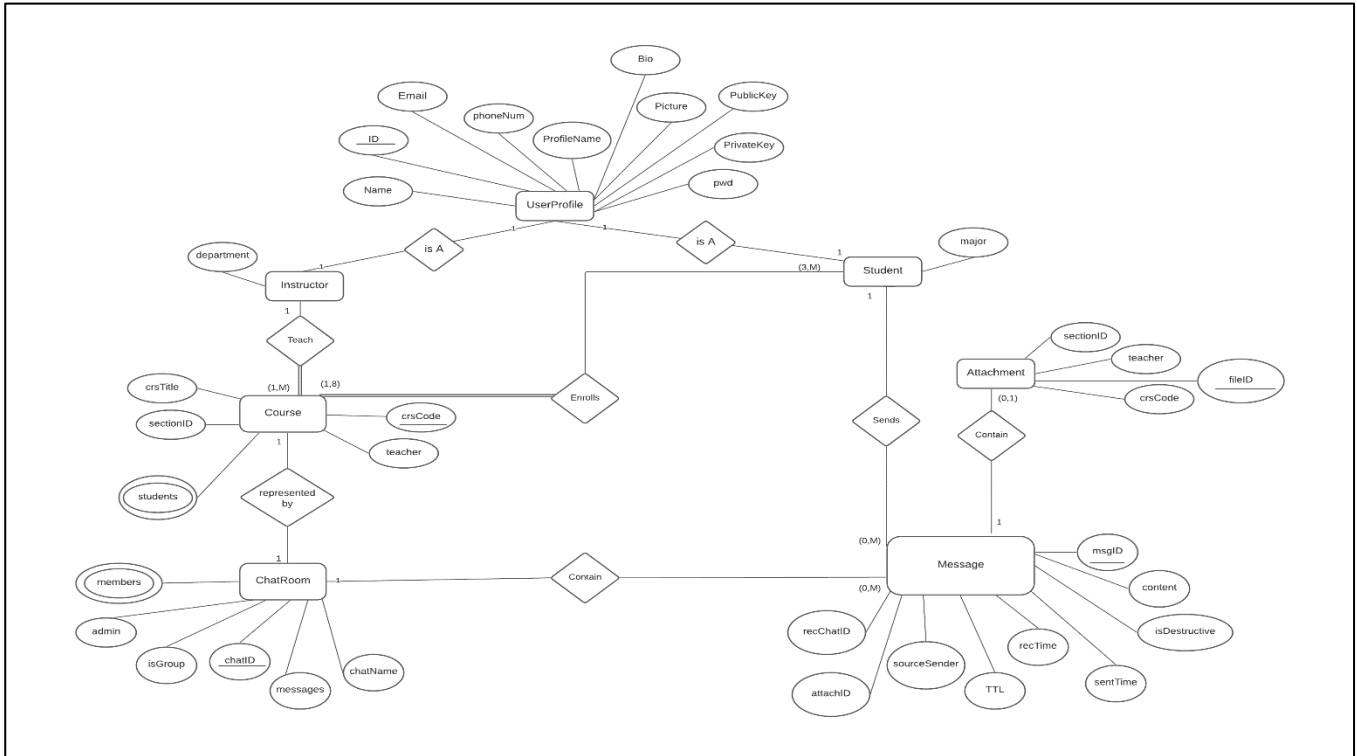 Bio
Email
PublicKey
phoneNum
Picture
ID
ProfileName
PrivateKey
Name
pwd
UserProfile
1
1
is A
is A
department
major
1
1
(3,M)
Instructor
Student
1
1
Teach
sectionID
teacher
Attachment
fileID
crsCode
(0,1)
crsTitle
(1,M)
(1,8)
Enrolls
Course
crsCode
sectionID
teacher
1
Sends
Contain
students
represented
by
1
(0,M)
msgID
Message
1
members
ChatRoom
1
Contain
(0,M)
content
admin
isGroup
chatID
messages
chatName
recChatID
attachID
sourceSender
TTL
recTime
sentTime
isDestructive